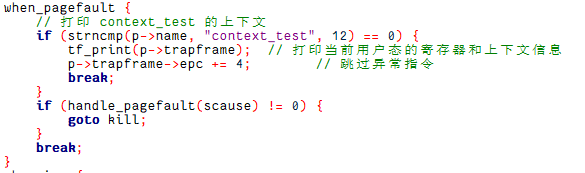 when_pagefault {
    // 打印 context_test 的上下文
    if (strncmp(p->name, "context_test", 12) == 0) {
        tf_print(p->trapframe);  // 打印当前用户态的寄存器和上下文信息
        p->trapframe->epc += 4;       // 跳过异常指令
        break;
    }
    if (handle_pagefault(scause) != 0) {
        goto kill;
    }
    break;
}